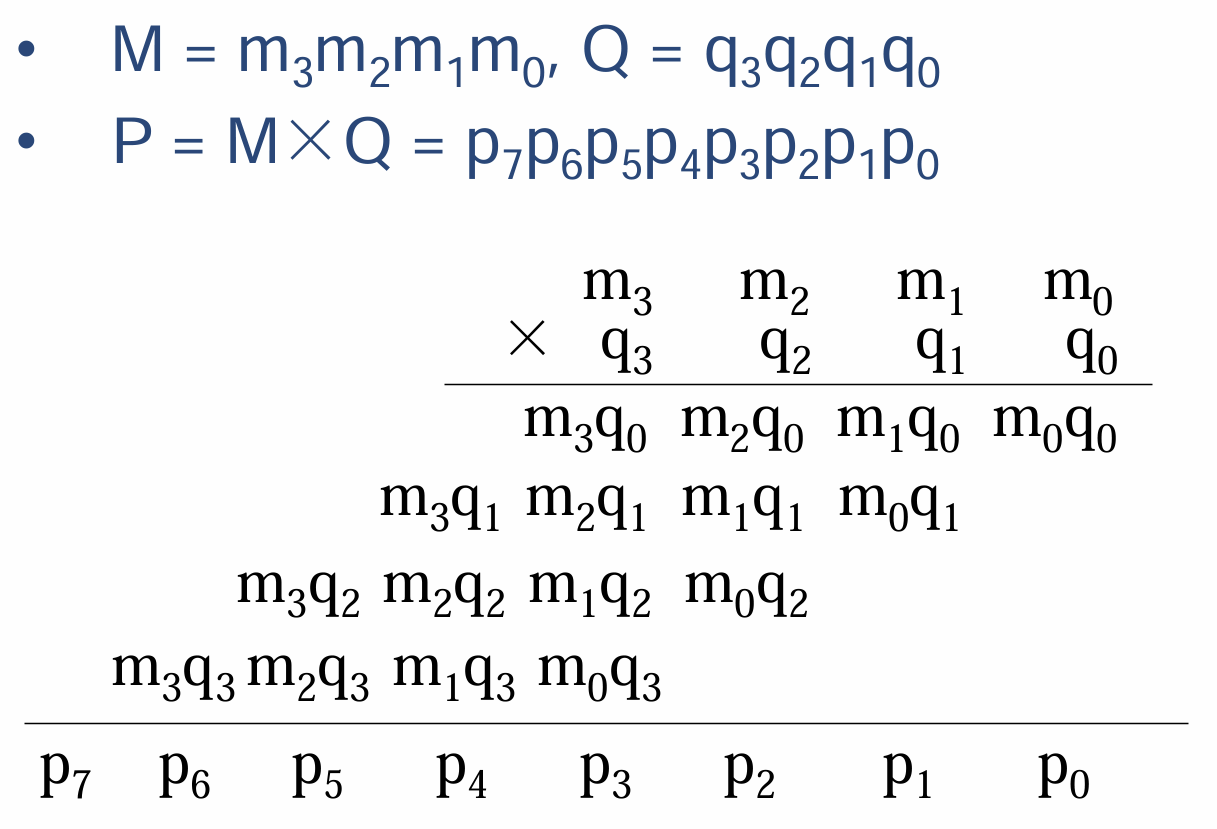 • M = m₃m₂m₁m₀, Q = q₃q₂q₁q₀
• P = M×Q = p₇p₆p₅p₄p₃p₂p₁p₀
m₃ m₂ m₁ m₀
× q₃ q₂ q₁ q₀
m₃q₀ m₂q₀ m₁q₀ m₀q₀
m₃q₁ m₂q₁ m₁q₁ m₀q₁
m₃q₂ m₂q₂ m₁q₂ m₀q₂
m₃q₃ m₂q₃ m₁q₃ m₀q₃
p₇ p₆ p₅ p₄ p₃ p₂ p₁ p₀